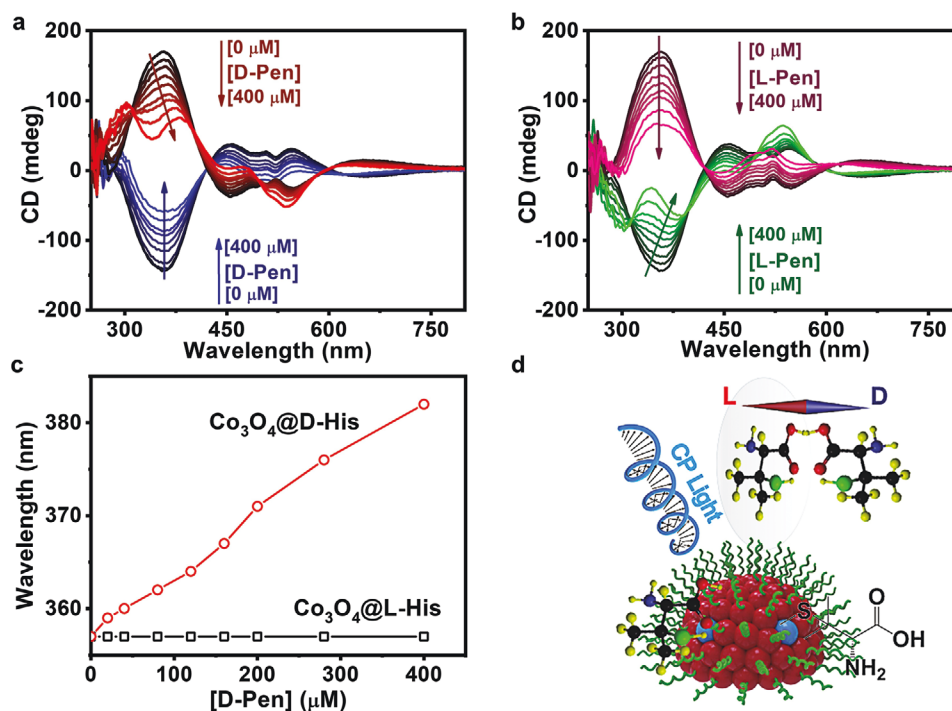 a
200
100
0
-100
-200
CD (mdeg)
300
450
600
750
Wavelength (nm)
[0 μM]
[D-Pen]
[400 μM]
[400 μM]
[D-Pen]
[0 μM]
b
200
100
0
-100
-200
CD (mdeg)
300
450
600
750
Wavelength (nm)
[0 μM]
[L-Pen]
[400 μM]
[400 μM]
[L-Pen]
[0 μM]
c
380
370
360
Wavelength (nm)
Co₃O₄@D-His
Co₃O₄@L-His
0
100
200
300
400
[D-Pen] (μM)
d
L
D
CP Light
S
O
OH
NH₂